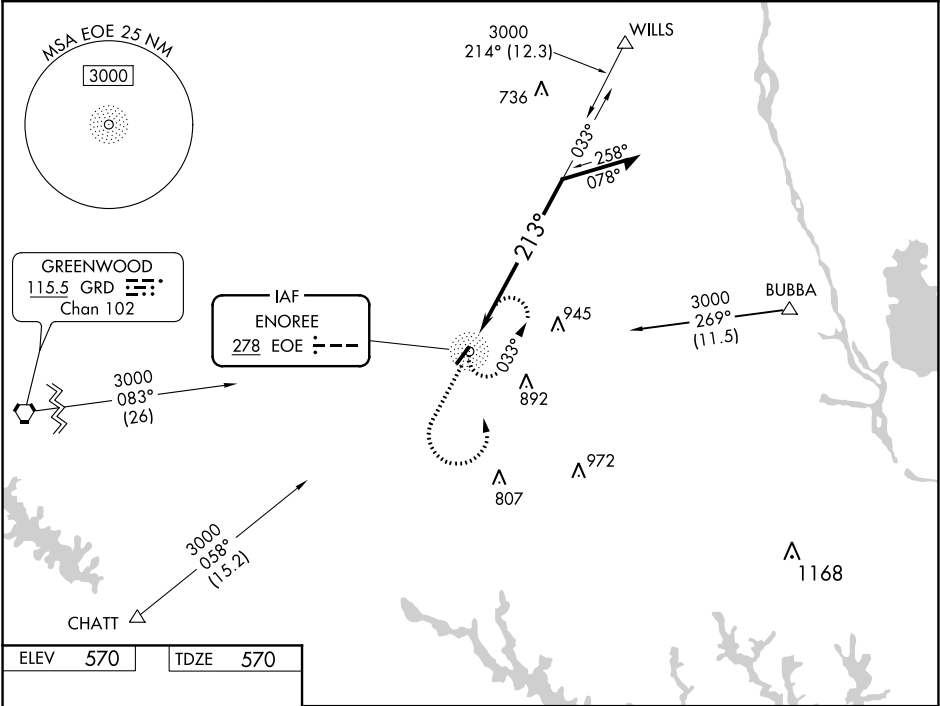 MSA EOE 25 NM
3000
3000
214° (12.3)
WILLS
736
033°
258°
078°
213°
GREENWOOD
115.5 GRD
Chan 102
IAF
ENOREE
278 EOE
3000
083°
(26)
945
033°
892
3000
269°
(11.5)
BUBBA
807
972
1168
3000
058°
(15.2)
CHATT
ELEV 570
TDZE 570